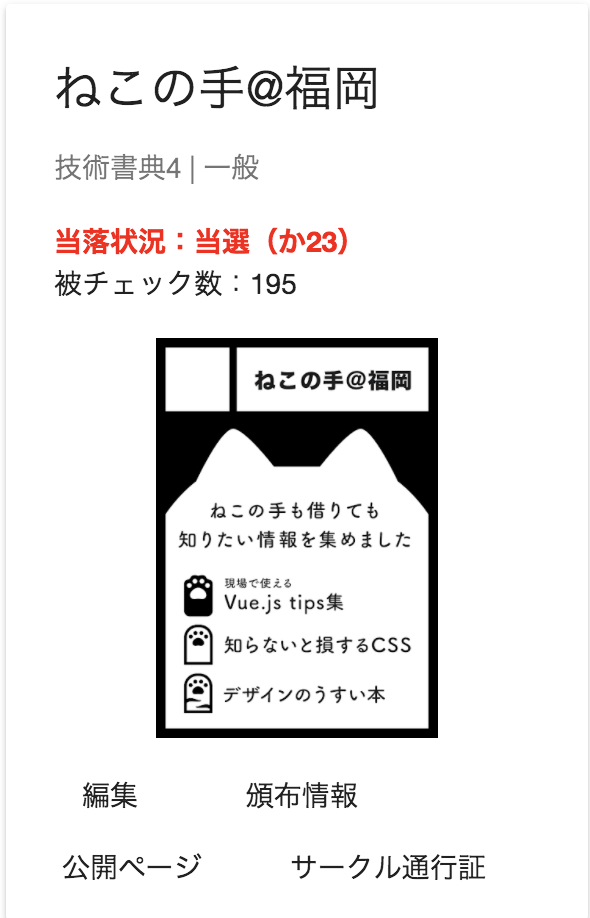 ねこの手@福岡
技術書典4 | 一般
当落状況：当選（か23）
被チェック数：195
ねこの手@福岡
ねこの手も借りても
知りたい情報を集めました
現場で使える
Vue.js tips集
知らないと損するCSS
デザインのうすい本
編集 頒布情報
公開ページ サークル通行証